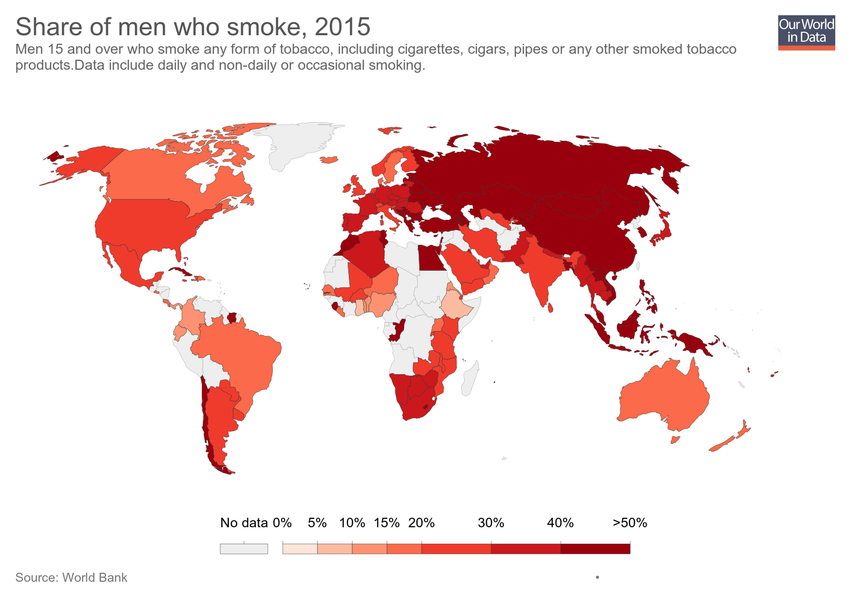 Share of men who smoke, 2015
Our World
in Data
Men 15 and over who smoke any form of tobacco, including cigarettes, cigars, pipes or any other smoked tobacco
products.Data include daily and non-daily or occasional smoking.
No data 0% 5% 10% 15% 20% 30% 40% >50%
Source: World Bank